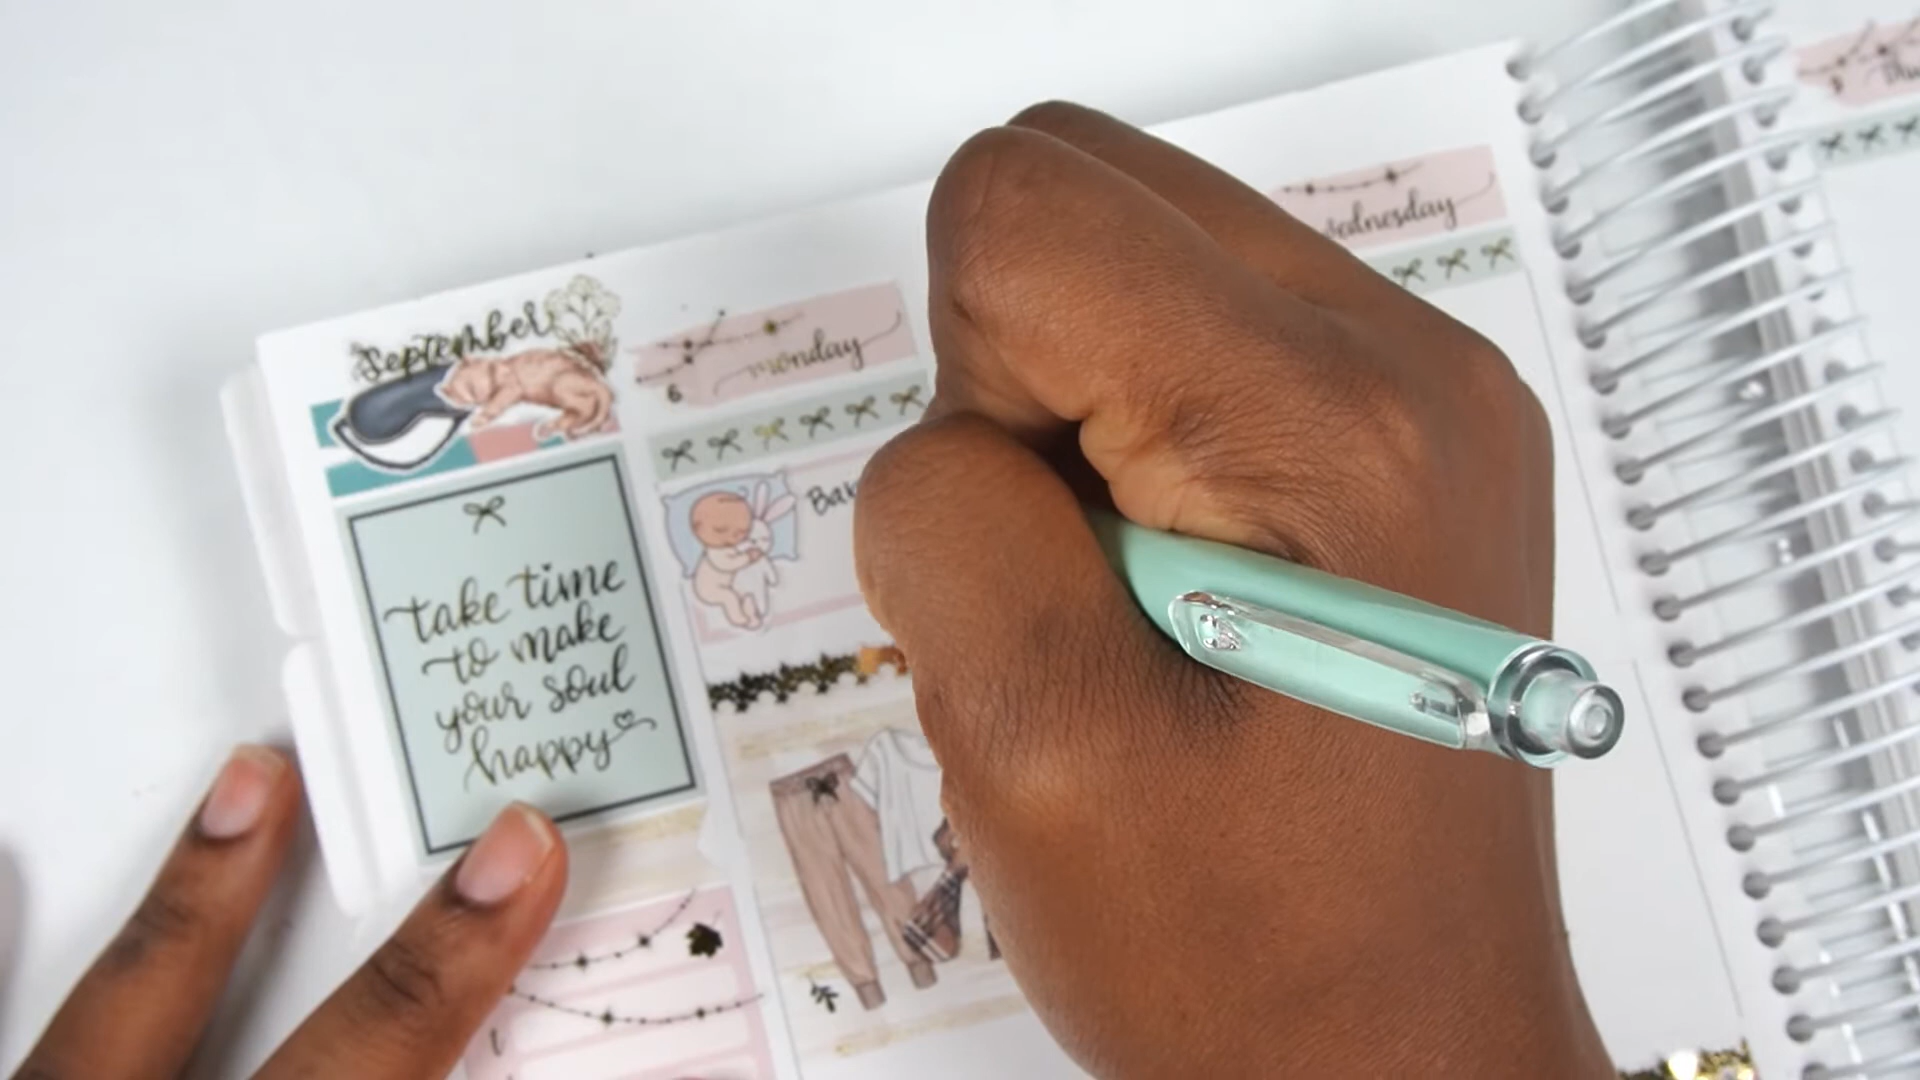 September
monday
6
Wednesday
take time
to make
your soul
happy